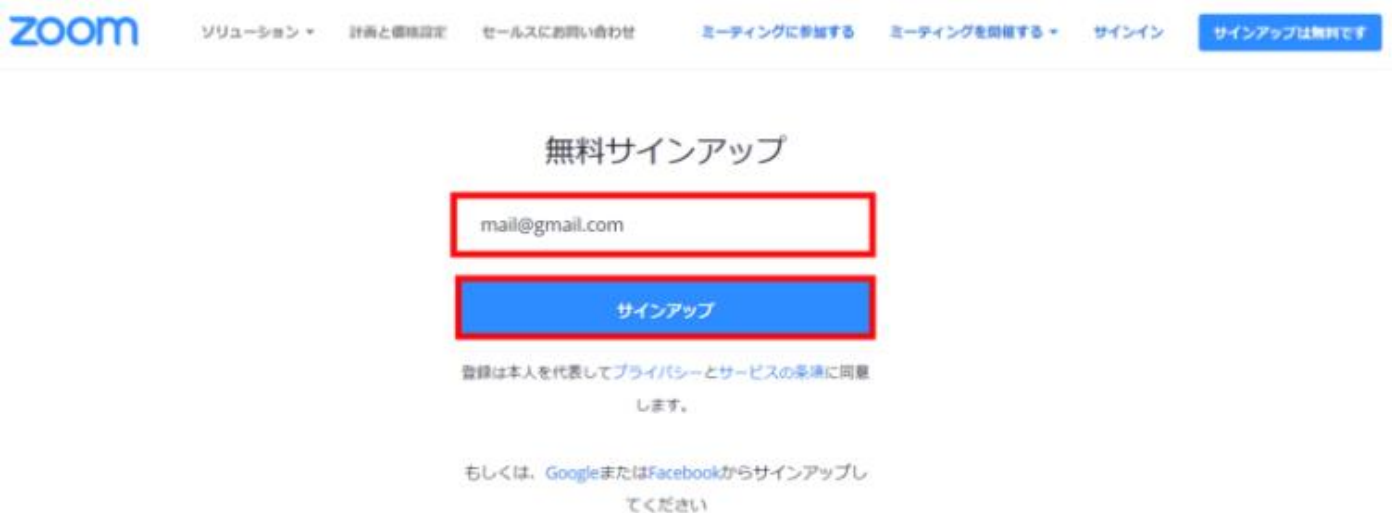 zoom ソリューション 計画と価格設定 セールスにお問い合わせ ミーティングに参加する ミーティングを開催する サインイン サインアップは無料です
無料サインアップ
mail@gmail.com
サインアップ
登録は本人を代表してプライバシーとサービスの条項に同意
します。
もしくは、GoogleまたはFacebookからサインアップし
てください